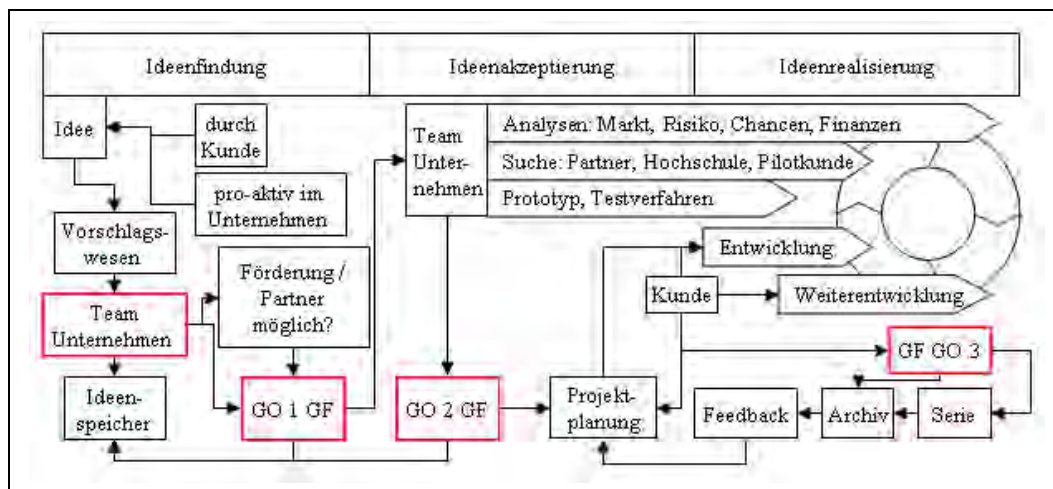 Ideenfindung
Ideenakzeptierung
Ideenrealisierung
Idee
durch
Kunde
pro-aktiv im
Unternehmen
Vorschlags-
wesen
Team
Unternehmen
Förderung /
Partner
möglich?
Ideen-
speicher
GO 1 GF
Team
Unter-
nehmen
Analysen: Markt, Risiko, Chancen, Finanzen
Suche: Partner, Hochschule, Pilotkunde
Prototyp, Testverfahren
Entwicklung
Kunde
Weiterentwicklung
GO 2 GF
Projekt-
planung
GF GO 3
Feedback
Archiv
Serie